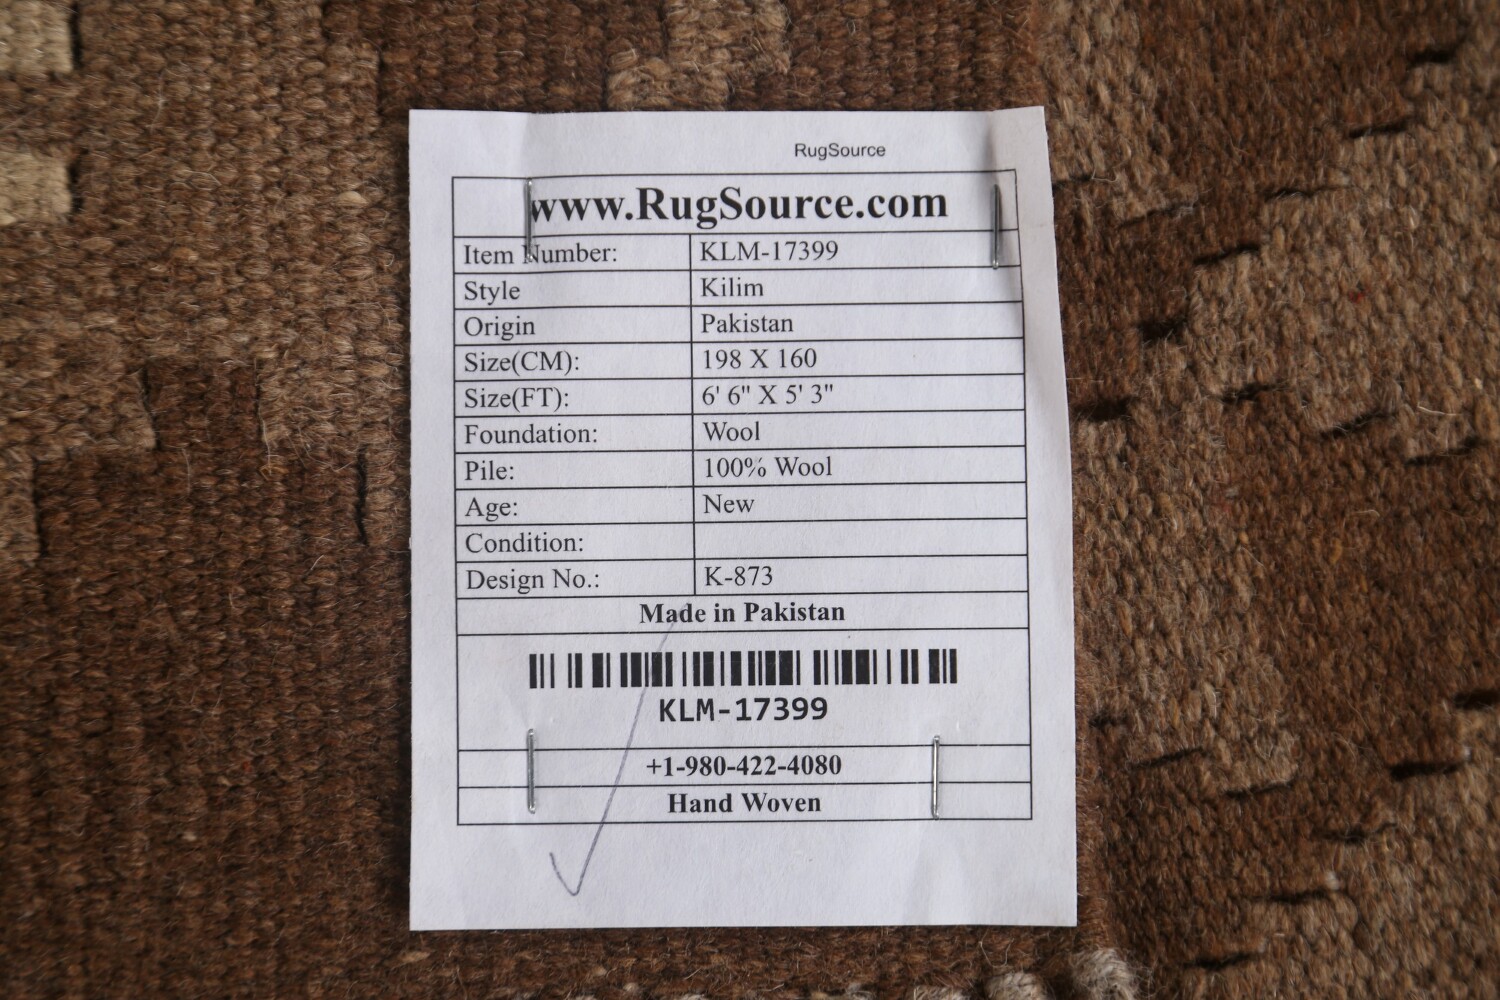 RugSource
www.RugSource.com
Item Number: KLM-17399
Style Kilim
Origin Pakistan
Size(CM): 198 X 160
Size(FT): 6' 6" X 5' 3"
Foundation: Wool
Pile: 100% Wool
Age: New
Condition:
Design No.: K-873
Made in Pakistan
KLM-17399
+1-980-422-4080
Hand Woven